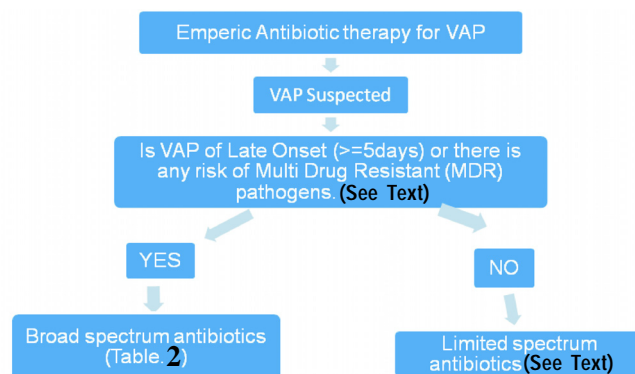 Emperic Antibiotic therapy for VAP
VAP Suspected
Is VAP of Late Onset (>=5days) or there is
any risk of Multi Drug Resistant (MDR)
pathogens. (See Text)
YES
NO
Broad spectrum antibiotics
(Table. 2)
Limited spectrum
antibiotics(See Text)